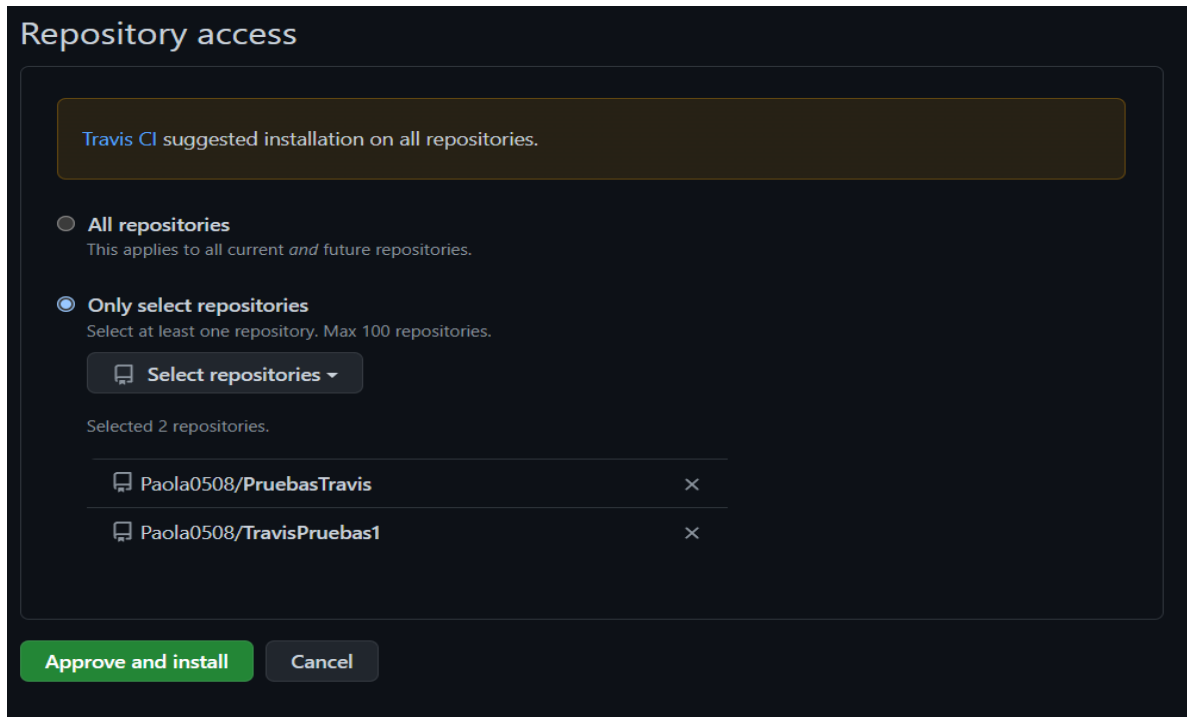 Repository access
Travis CI suggested installation on all repositories.
All repositories
This applies to all current and future repositories.
Only select repositories
Select at least one repository. Max 100 repositories.
Select repositories
Selected 2 repositories.
Paola0508/PruebasTravis
Paola0508/TravisPruebas1
Approve and install Cancel